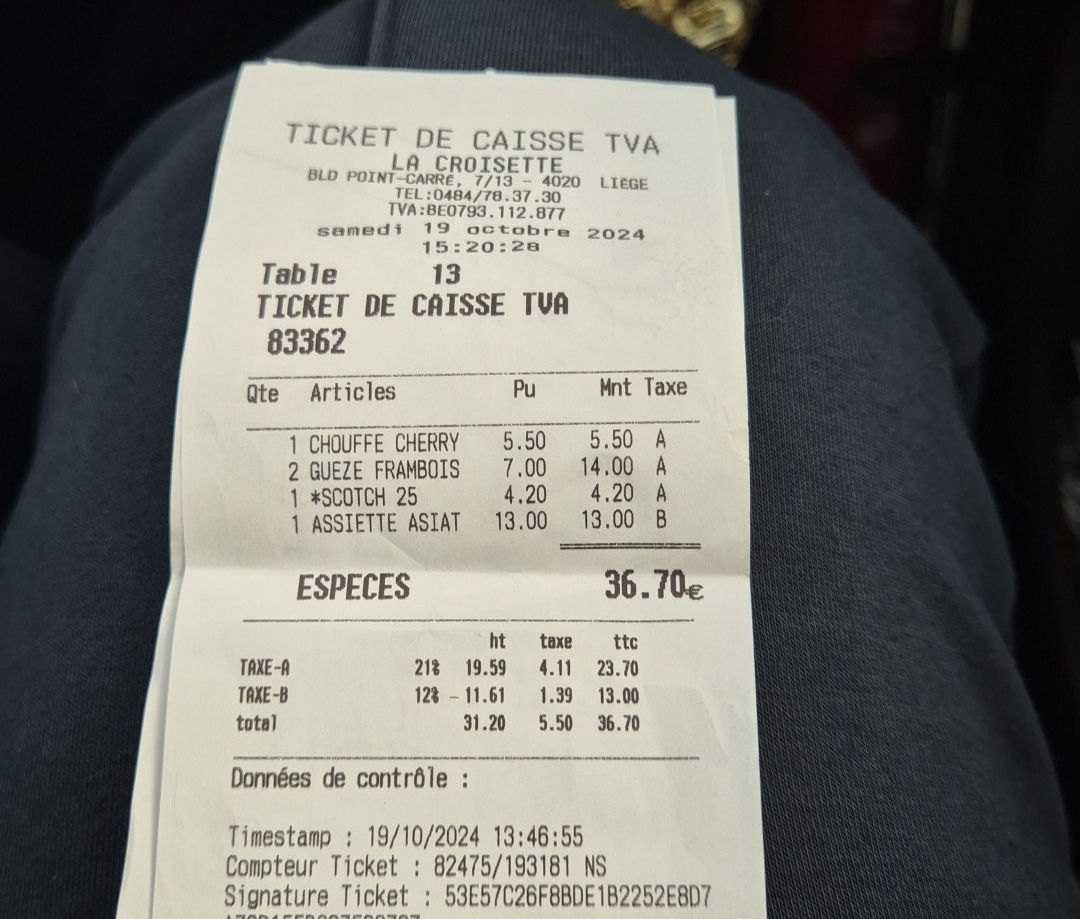 TICKET DE CAISSE TVA
LA CROISETTE
BLD POINT-CARRÉ, 7/13 - 4020 LIÈGE
TEL:0484/78.37.30
TVA:BE0793.112.877
samedi 19 octobre 2024
15:20:28
Table 13
TICKET DE CAISSE TVA
83362
Qte Articles Pu Mnt Taxe
1 CHOUFFE CHERRY 5.50 5.50 A
2 GUEZE FRAMBOIS 7.00 14.00 A
1 *SCOTCH 25 4.20 4.20 A
1 ASSIETTE ASIAT 13.00 13.00 B
ESPECES 36.70€
ht taxe ttc
TAXE-A 21% 19.59 4.11 23.70
TAXE-B 12% 11.61 1.39 13.00
total 31.20 5.50 36.70
Données de contrôle :
Timestamp : 19/10/2024 13:46:55
Compteur Ticket : 82475/193181 NS
Signature Ticket : 53E57C26F8BDE1B2252E8D7